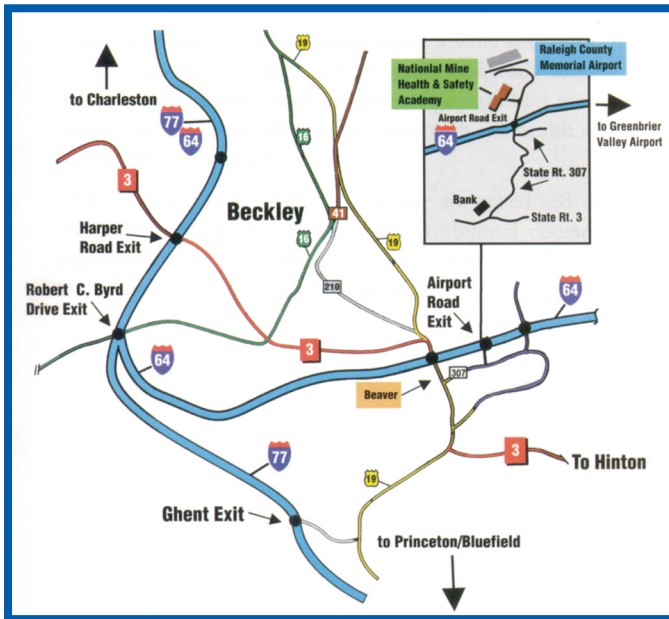 to Charleston
77
64
3
Harper
Road Exit
Robert C. Byrd
Drive Exit
64
77
Ghent Exit
19
16
Beckley
41
16
210
19
3
Airport
Road
Exit
64
307
Beaver
3
To Hinton
19
to Princeton/Bluefield
Raleigh County
Memorial Airport
Nationlal Mine
Health & Safety
Academy
Airport Road Exit
64
to Greenbrier
Valley Airport
State Rt. 307
Bank
State Rt. 3